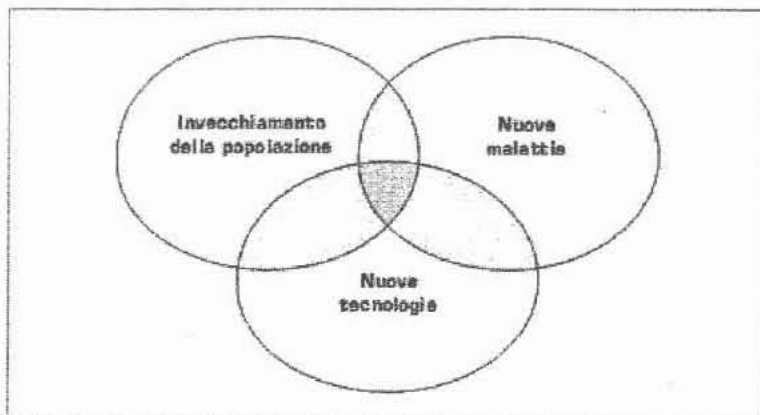 Invecchiamento
della popolazione
Nuove
malattie
Nuove
tecnologie